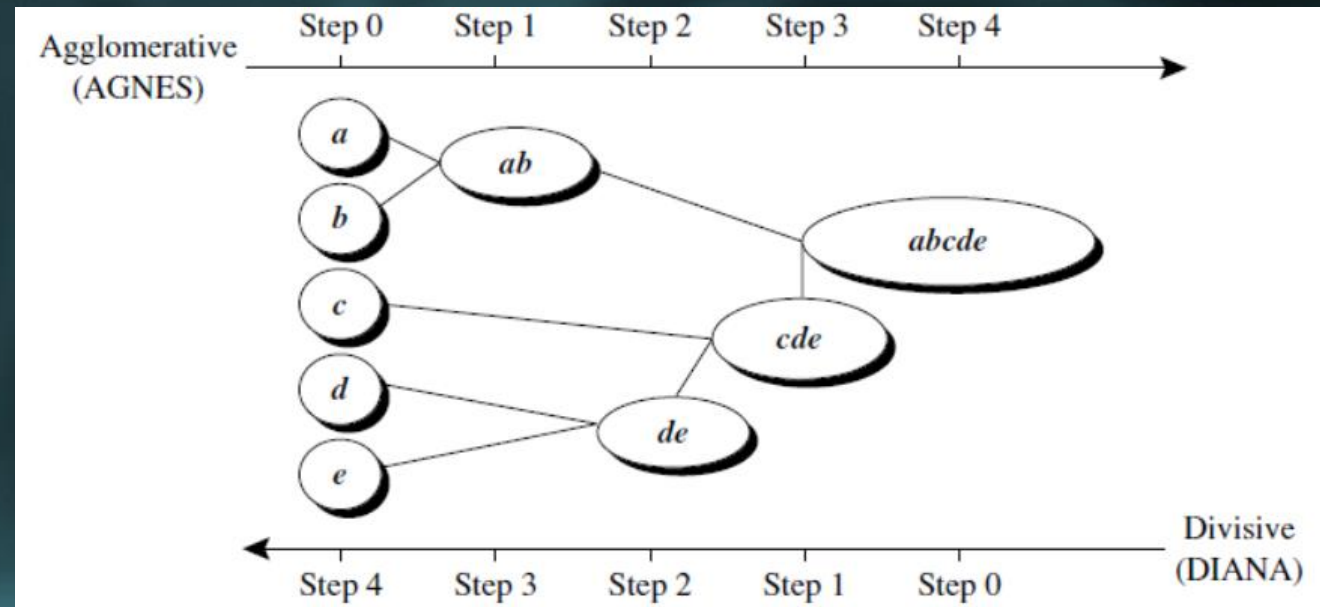 Agglomerative
(AGNES)
Step 0 Step 1 Step 2 Step 3 Step 4
a
ab
b
abcde
c
cde
d
de
e
Divisive
(DIANA)
Step 4 Step 3 Step 2 Step 1 Step 0